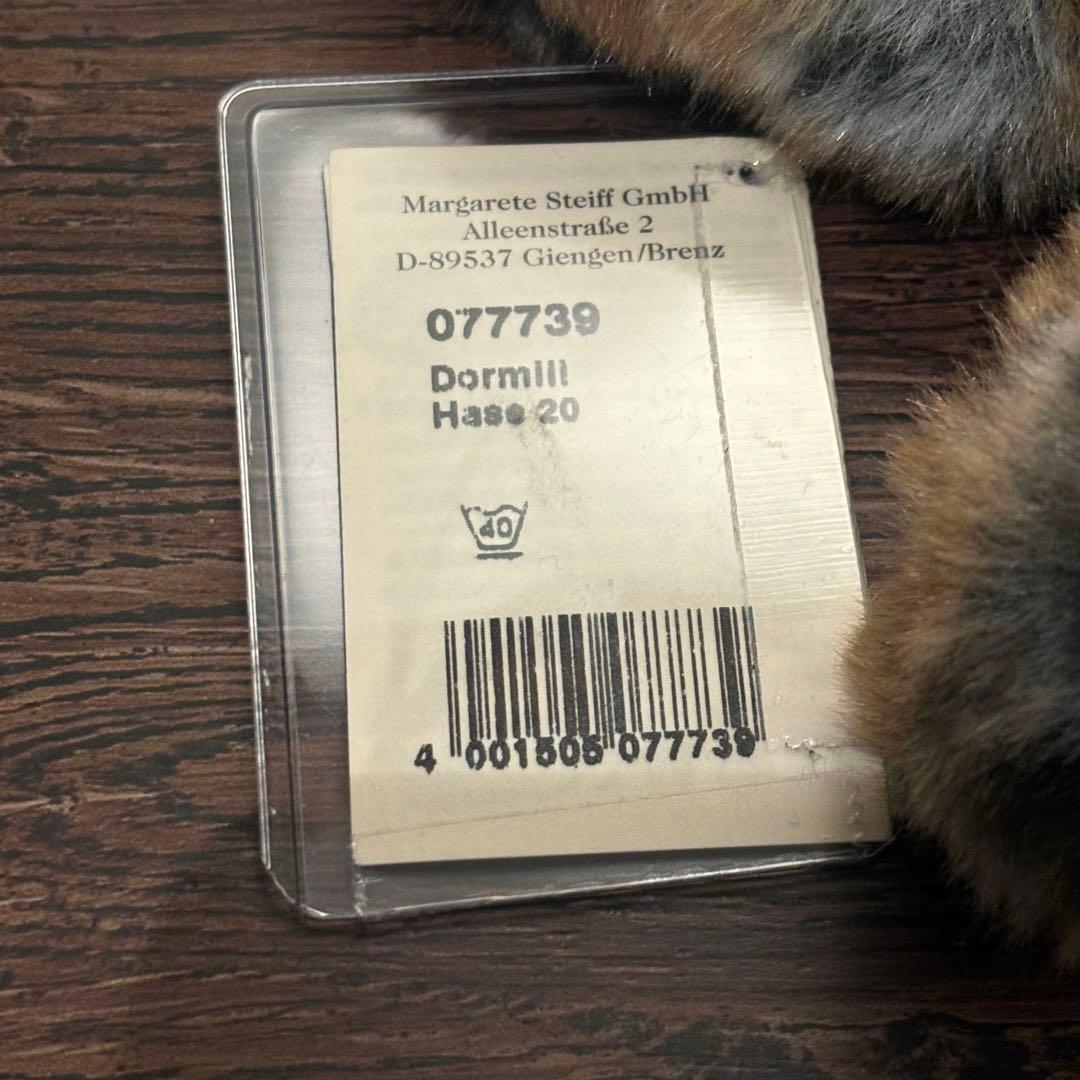 Margarete Steiff GmbH
Alleenstraße 2
D-89537 Giengen/Brenz
077739
Dormili
Hase 20
40
4 001505 077739